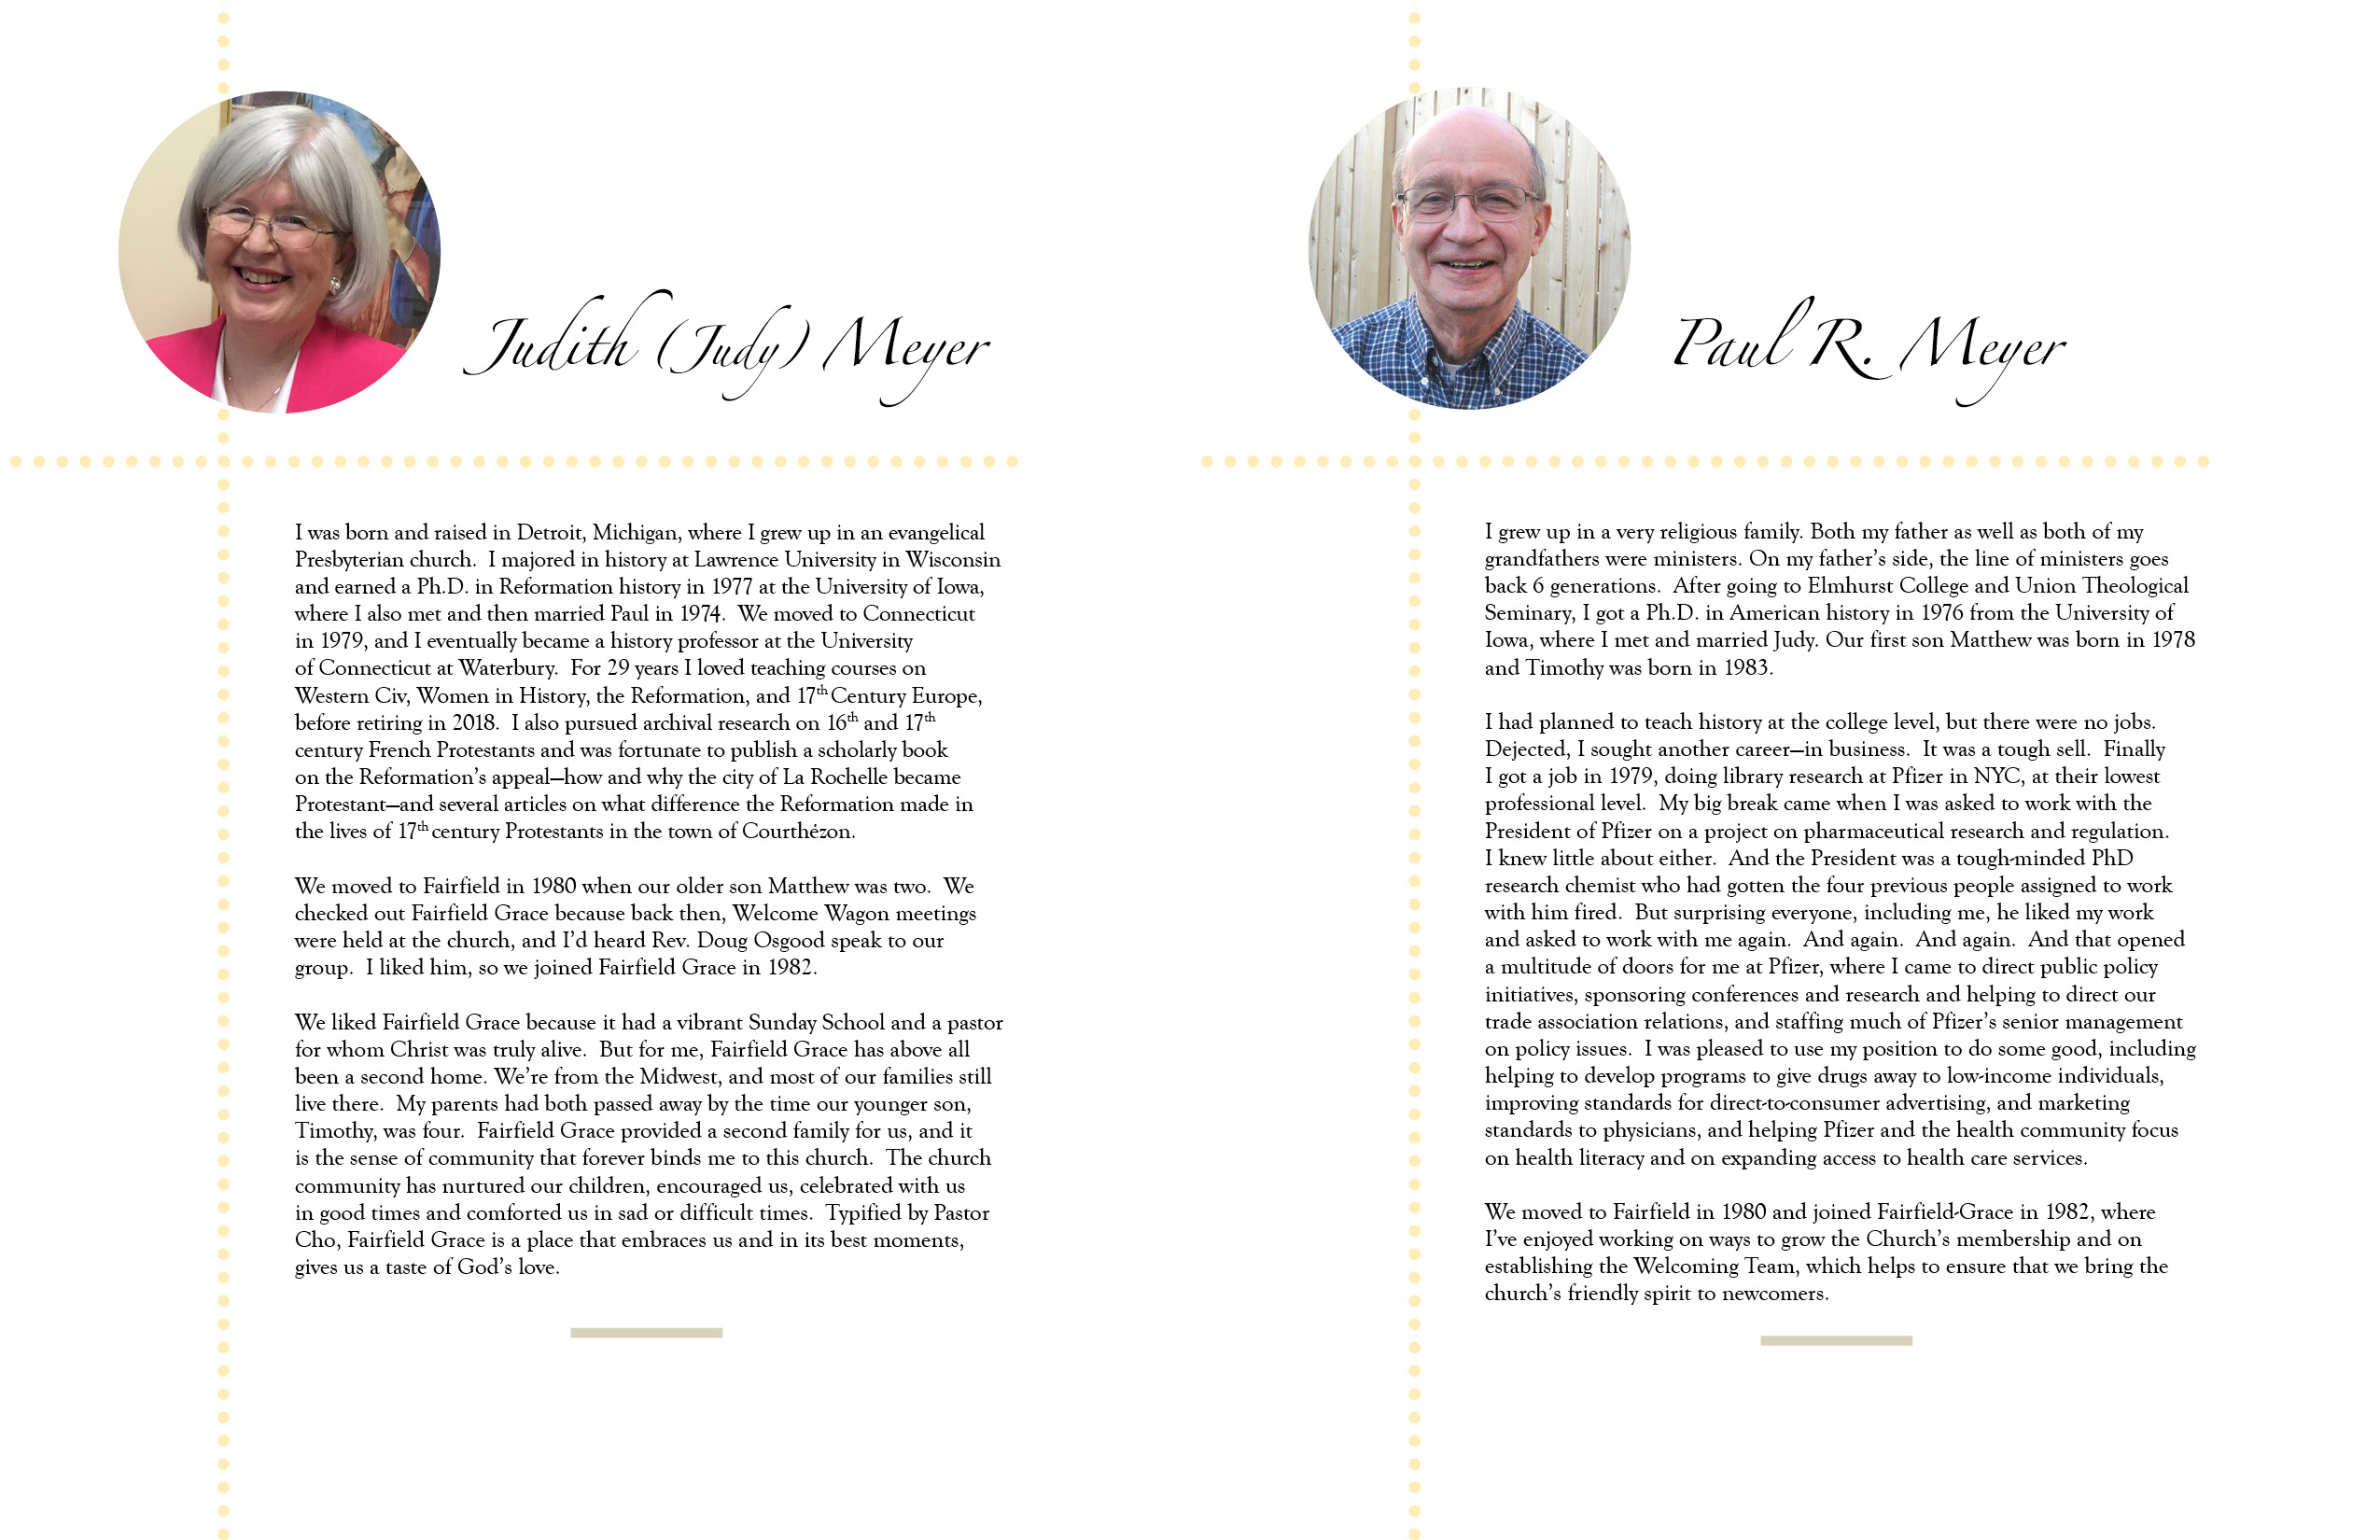 Judith (Judy) Meyer
I was born and raised in Detroit, Michigan, where I grew up in an evangelical
Presbyterian church.  I majored in history at Lawrence University in Wisconsin
and earned a Ph.D. in Reformation history in 1977 at the University of Iowa,
where I also met and then married Paul in 1974.  We moved to Connecticut
in 1979, and I eventually became a history professor at the University
of Connecticut at Waterbury.  For 29 years I loved teaching courses on
Western Civ, Women in History, the Reformation, and 17th Century Europe,
before retiring in 2018.  I also pursued archival research on 16th and 17th
century French Protestants and was fortunate to publish a scholarly book
on the Reformation’s appeal—how and why the city of La Rochelle became
Protestant—and several articles on what difference the Reformation made in
the lives of 17th century Protestants in the town of Courthézon.
We moved to Fairfield in 1980 when our older son Matthew was two.  We
checked out Fairfield Grace because back then, Welcome Wagon meetings
were held at the church, and I’d heard Rev. Doug Osgood speak to our
group.  I liked him, so we joined Fairfield Grace in 1982.
We liked Fairfield Grace because it had a vibrant Sunday School and a pastor
for whom Christ was truly alive.  But for me, Fairfield Grace has above all
been a second home. We’re from the Midwest, and most of our families still
live there.  My parents had both passed away by the time our younger son,
Timothy, was four.  Fairfield Grace provided a second family for us, and it
is the sense of community that forever binds me to this church.  The church
community has nurtured our children, encouraged us, celebrated with us
in good times and comforted us in sad or difficult times.  Typified by Pastor
Cho, Fairfield Grace is a place that embraces us and in its best moments,
gives us a taste of God’s love.
Paul R. Meyer
I grew up in a very religious family. Both my father as well as both of my
grandfathers were ministers. On my father’s side, the line of ministers goes
back 6 generations.  After going to Elmhurst College and Union Theological
Seminary, I got a Ph.D. in American history in 1976 from the University of
Iowa, where I met and married Judy. Our first son Matthew was born in 1978
and Timothy was born in 1983.
I had planned to teach history at the college level, but there were no jobs.
Dejected, I sought another career—in business.  It was a tough sell.  Finally
I got a job in 1979, doing library research at Pfizer in NYC, at their lowest
professional level.  My big break came when I was asked to work with the
President of Pfizer on a project on pharmaceutical research and regulation.
I knew little about either.  And the President was a tough-minded PhD
research chemist who had gotten the four previous people assigned to work
with him fired.  But surprising everyone, including me, he liked my work
and asked to work with me again.  And again.  And again.  And that opened
a multitude of doors for me at Pfizer, where I came to direct public policy
initiatives, sponsoring conferences and research and helping to direct our
trade association relations, and staffing much of Pfizer’s senior management
on policy issues.  I was pleased to use my position to do some good, including
helping to develop programs to give drugs away to low-income individuals,
improving standards for direct-to-consumer advertising, and marketing
standards to physicians, and helping Pfizer and the health community focus
on health literacy and on expanding access to health care services.
We moved to Fairfield in 1980 and joined Fairfield-Grace in 1982, where
I’ve enjoyed working on ways to grow the Church’s membership and on
establishing the Welcoming Team, which helps to ensure that we bring the
church’s friendly spirit to newcomers.